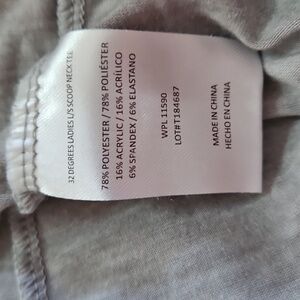 32 DEGREES LADIES L/S SCOOP NECK TEE
78% POLYESTER / 78% POLIÉSTER
16% ACRYLIC / 16% ACRÍLICO
6% SPANDEX / 6% ELASTANO
WPL 11590
LOT#T184687
MADE IN CHINA
HECHO EN CHINA